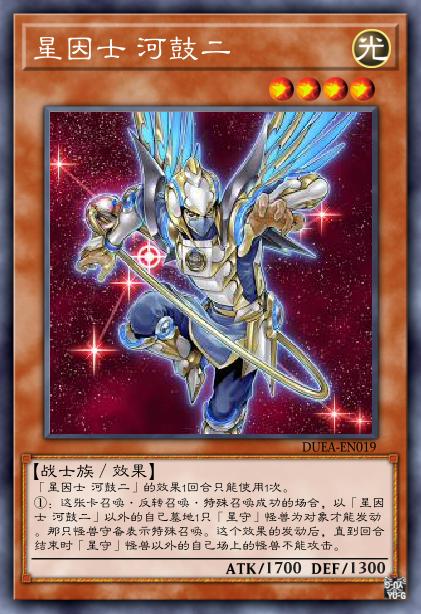 星因士 河鼓二
光
DUEA-EN019
【战士族／效果】
「星因士 河鼓二」的效果1回合只能使用1次。
①：这张卡召唤·反转召唤·特殊召唤成功的场合，以「星因
士 河鼓二」以外的自己墓地1只「星守」怪兽为对象才能发动
。那只怪兽守备表示特殊召唤。这个效果的发动后，直到回合
结束时「星守」怪兽以外的自己场上的怪兽不能攻击。
ATK/1700 DEF/1300